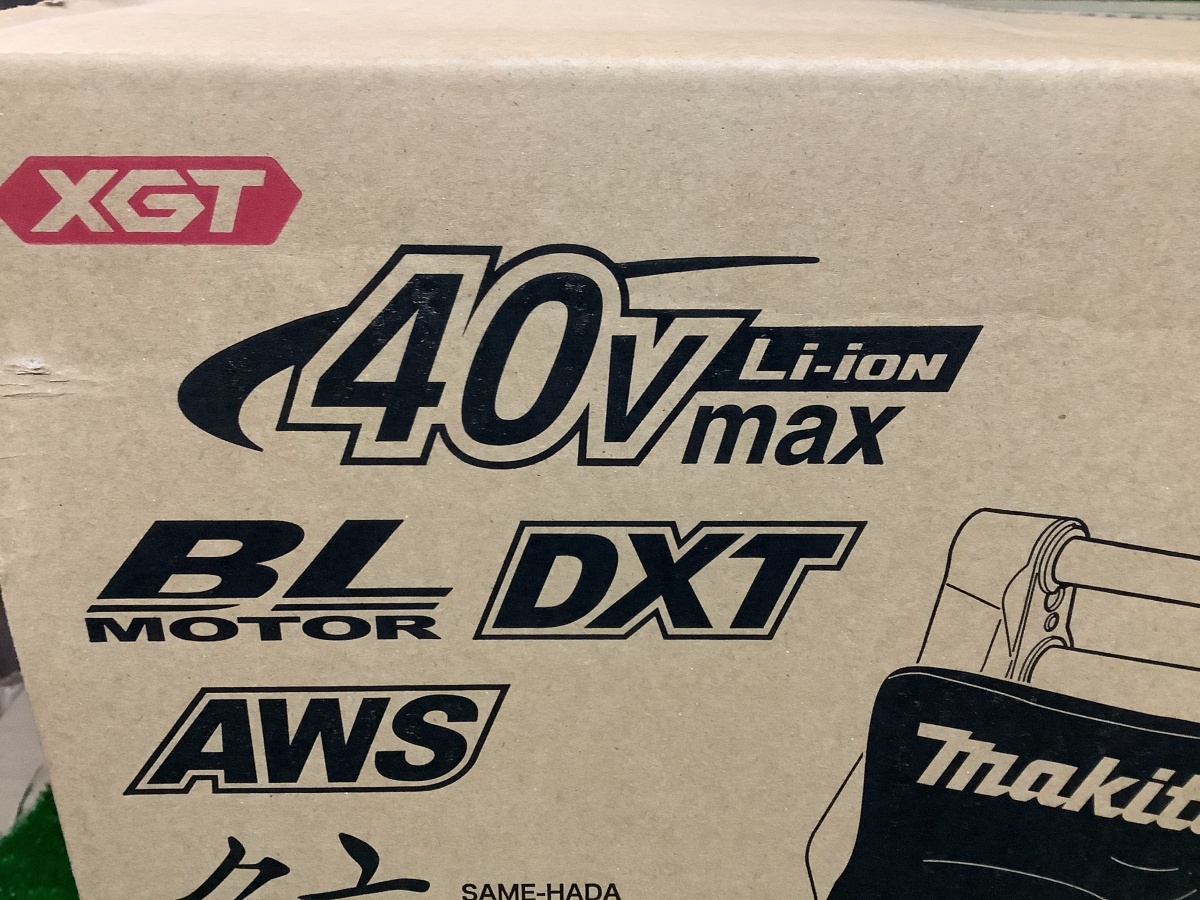 XGT
40V Li-ion
max
BL DXT
MOTOR
AWS
SAME-HADA
makita